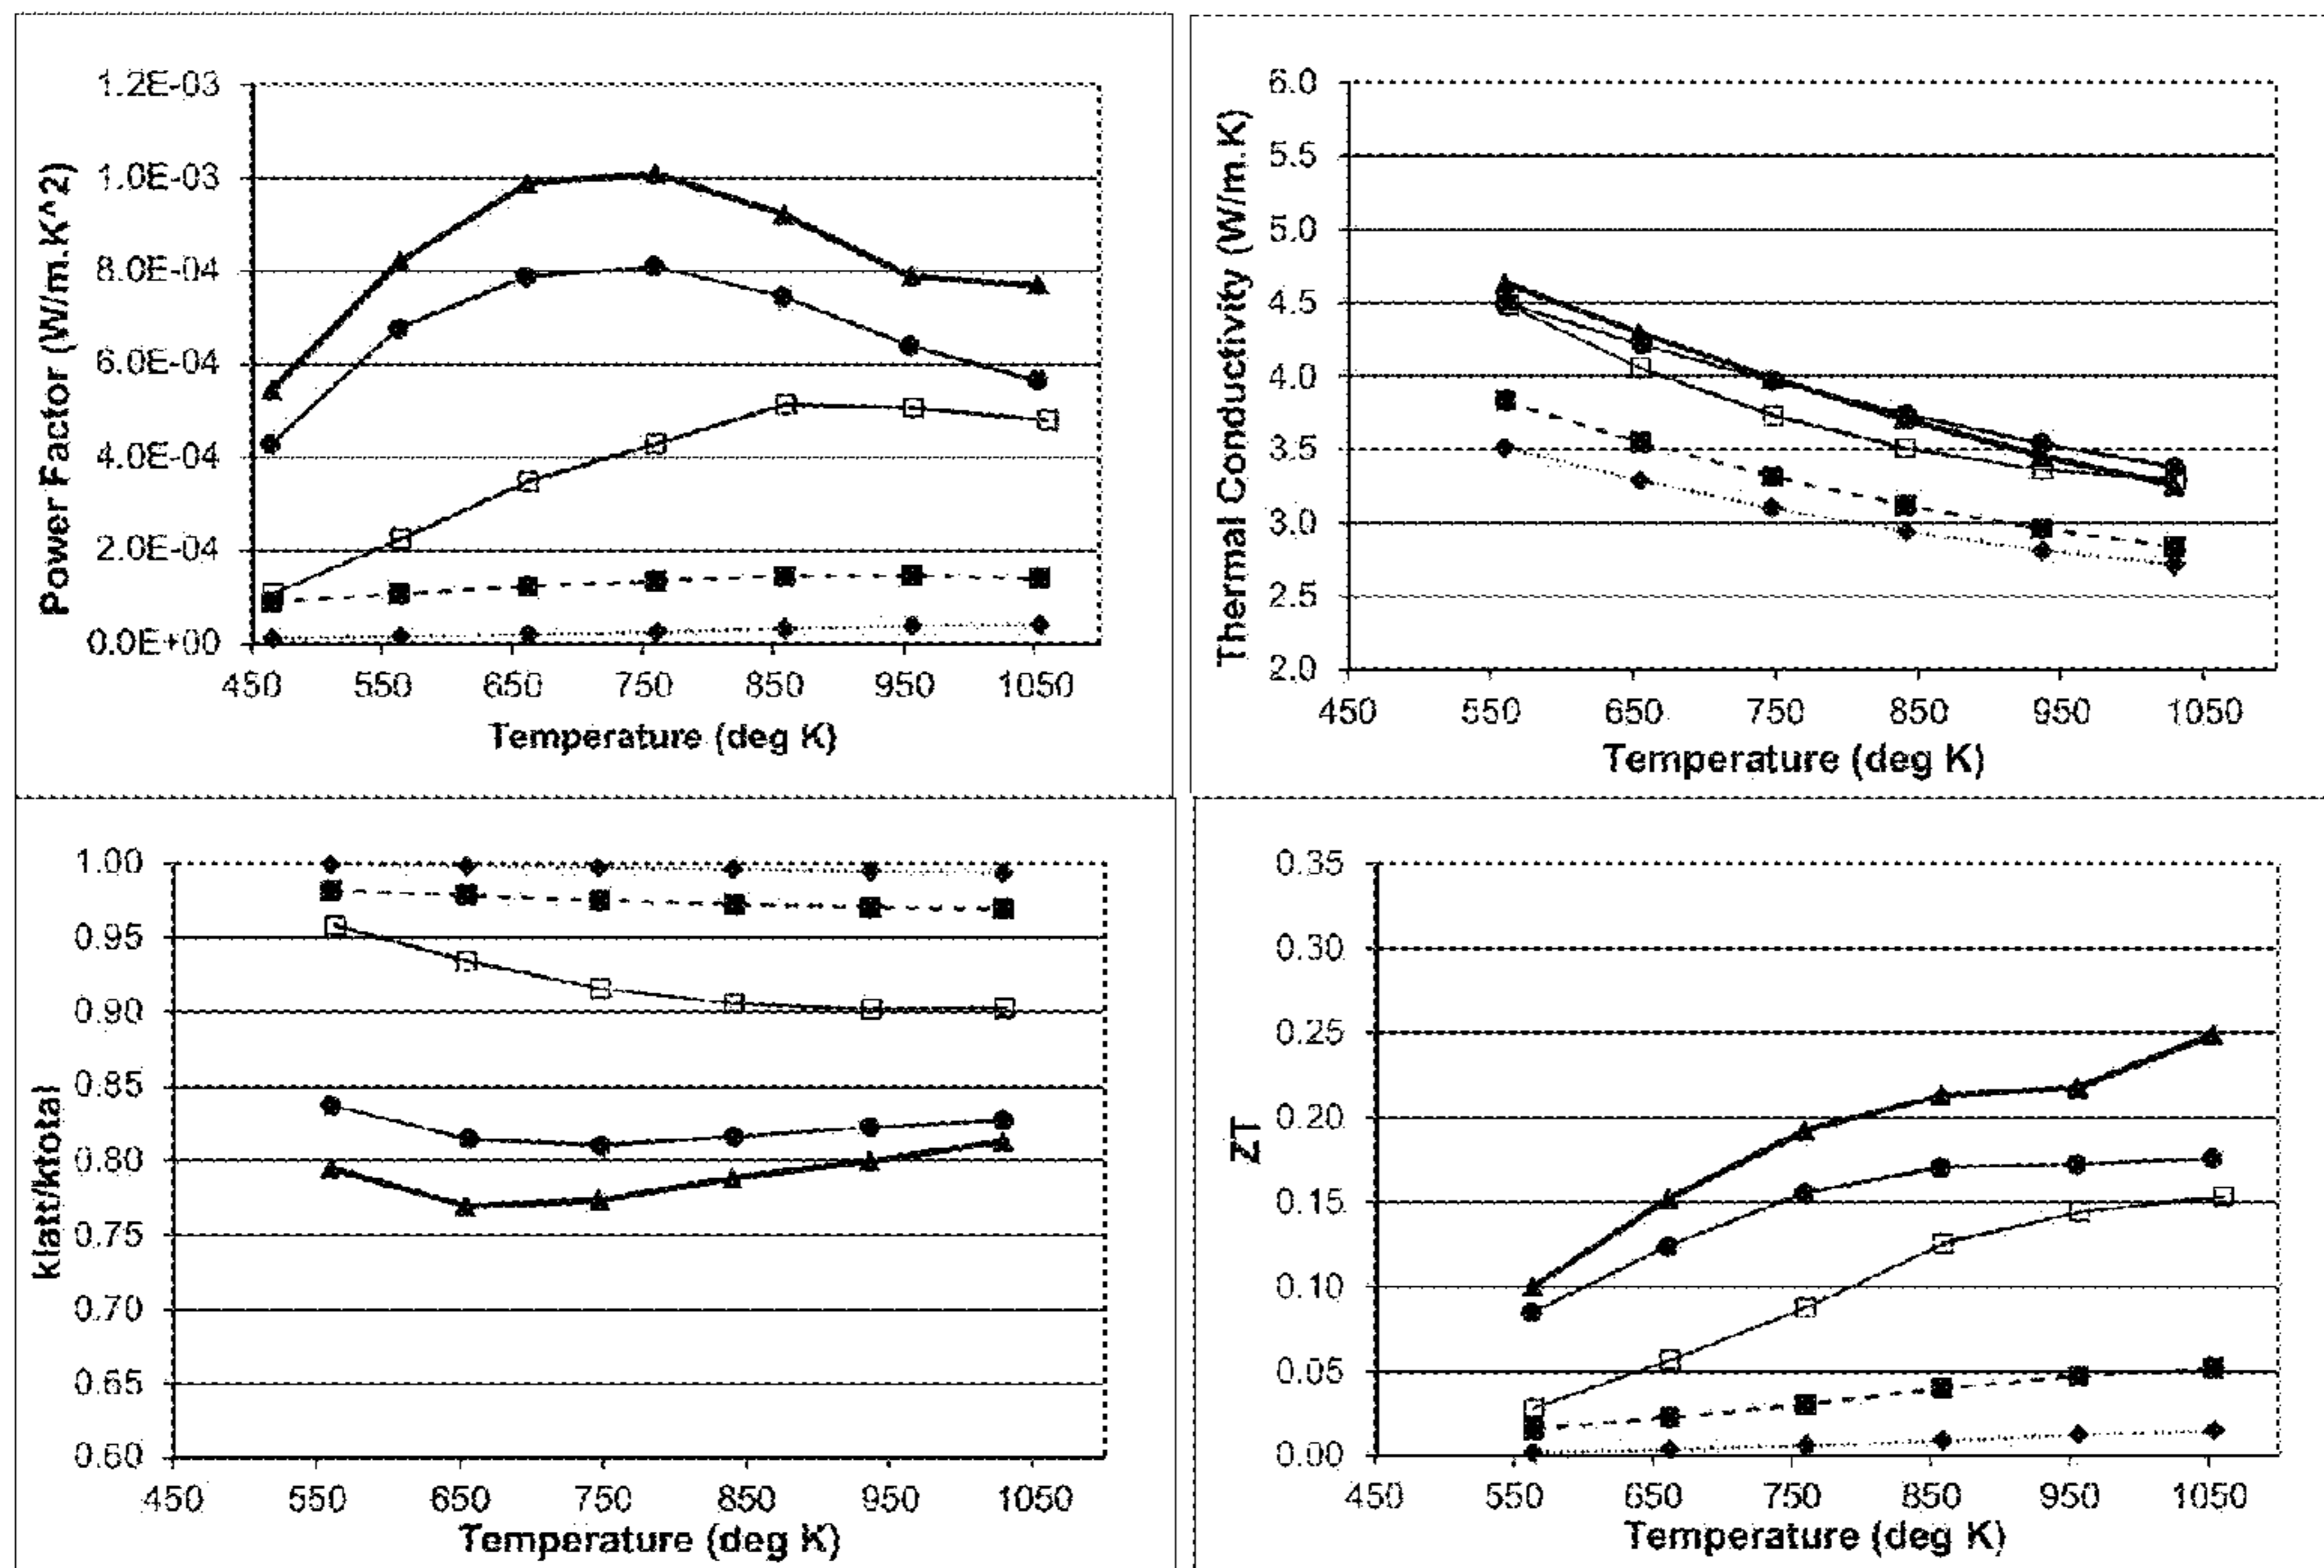 Power Factor (W/m.K^2)
1.2E-03
1.0E-03
8.0E-04
6.0E-04
4.0E-04
2.0E-04
0.0E+00
450 550 650 750 850 950 1050
Temperature (deg K)
Thermal Conductivity (W/m.K)
6.0
5.5
5.0
4.5
4.0
3.5
3.0
2.5
2.0
450 550 650 750 850 950 1050
Temperature (deg K)
klatt/ktotal
1.00
0.95
0.90
0.85
0.80
0.75
0.70
0.65
0.60
450 550 650 750 850 950 1050
Temperature (deg K)
ZT
0.35
0.30
0.25
0.20
0.15
0.10
0.05
0.00
450 550 650 750 850 950 1050
Temperature (deg K)